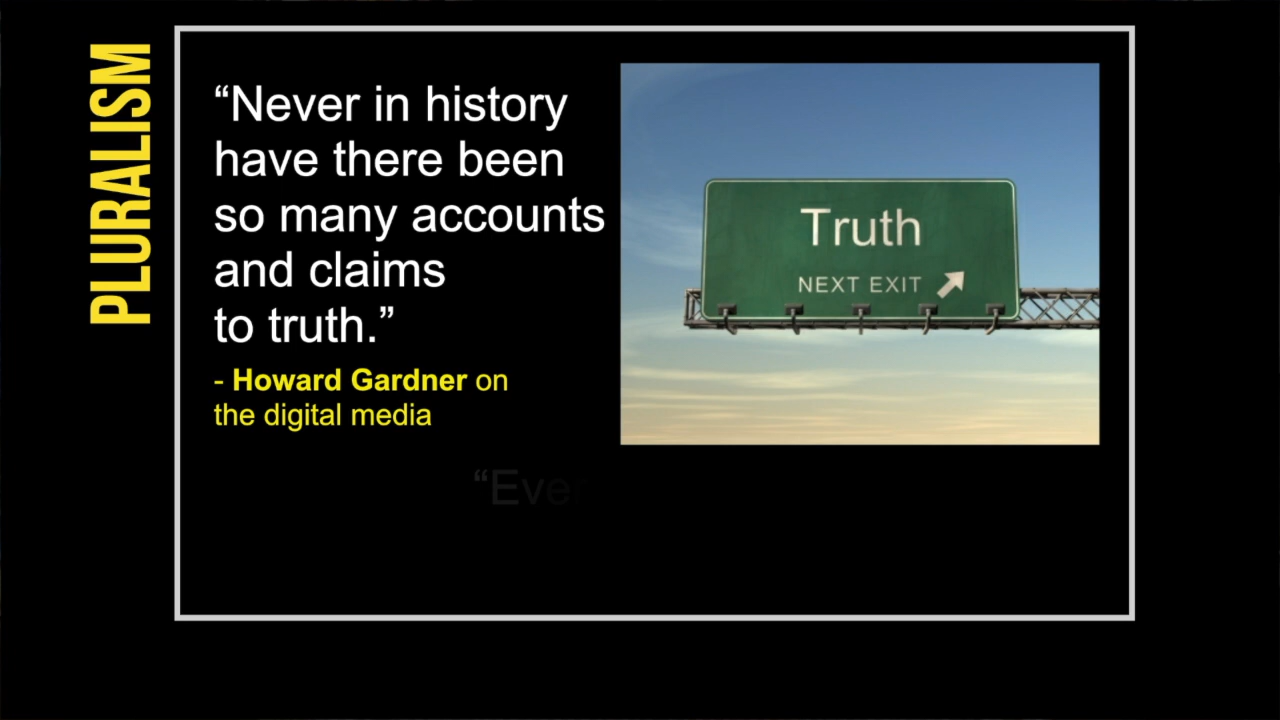 PLURALISM
“Never in history
have there been
so many accounts
and claims
to truth.”
- Howard Gardner on
the digital media
Truth
NEXT EXIT
“Ever